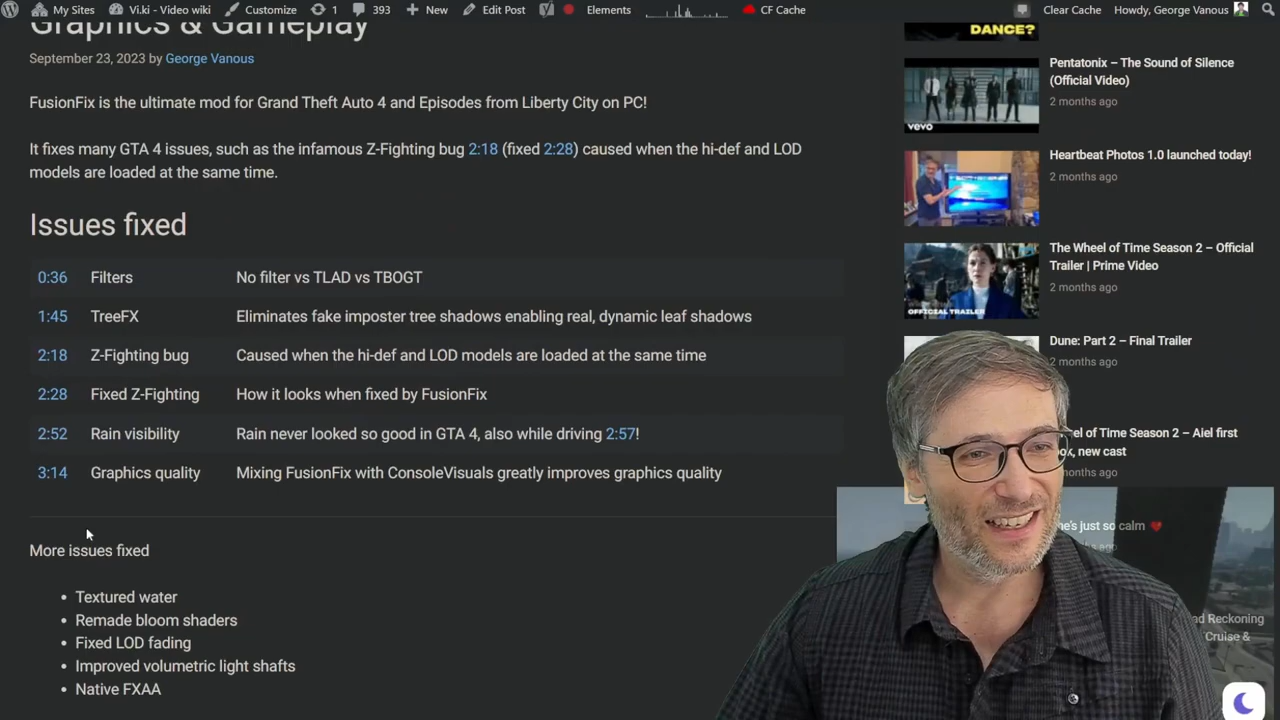 My Sites
Vi.ki - Video wiki
Customize
1
393
New
Edit Post
Elements
CF Cache
Clear Cache
Howdy, George Vanous
Graphics & Gameplay
September 23, 2023 by George Vanous
FusionFix is the ultimate mod for Grand Theft Auto 4 and Episodes from Liberty City on PC!
It fixes many GTA 4 issues, such as the infamous Z-Fighting bug 2:18 (fixed 2:28) caused when the hi-def and LOD
models are loaded at the same time.
Issues fixed
0:36 Filters No filter vs TLAD vs TBOGT
1:45 TreeFX Eliminates fake imposter tree shadows enabling real, dynamic leaf shadows
2:18 Z-Fighting bug Caused when the hi-def and LOD models are loaded at the same time
2:28 Fixed Z-Fighting How it looks when fixed by FusionFix
2:52 Rain visibility Rain never looked so good in GTA 4, also while driving 2:57!
3:14 Graphics quality Mixing FusionFix with ConsoleVisuals greatly improves graphics quality
More issues fixed
Textured water
Remade bloom shaders
Fixed LOD fading
Improved volumetric light shafts
Native FXAA
DANCE?
Pentatonix – The Sound of Silence
(Official Video)
2 months ago
vevo
Heartbeat Photos 1.0 launched today!
2 months ago
The Wheel of Time Season 2 – Official
Trailer | Prime Video
2 months ago
OFFICIAL TRAILER
Dune: Part 2 – Final Trailer
2 months ago
of Time Season 2 – Aiel first
new cast
months ago
just so calm
ago
Reckoning
Cruise &